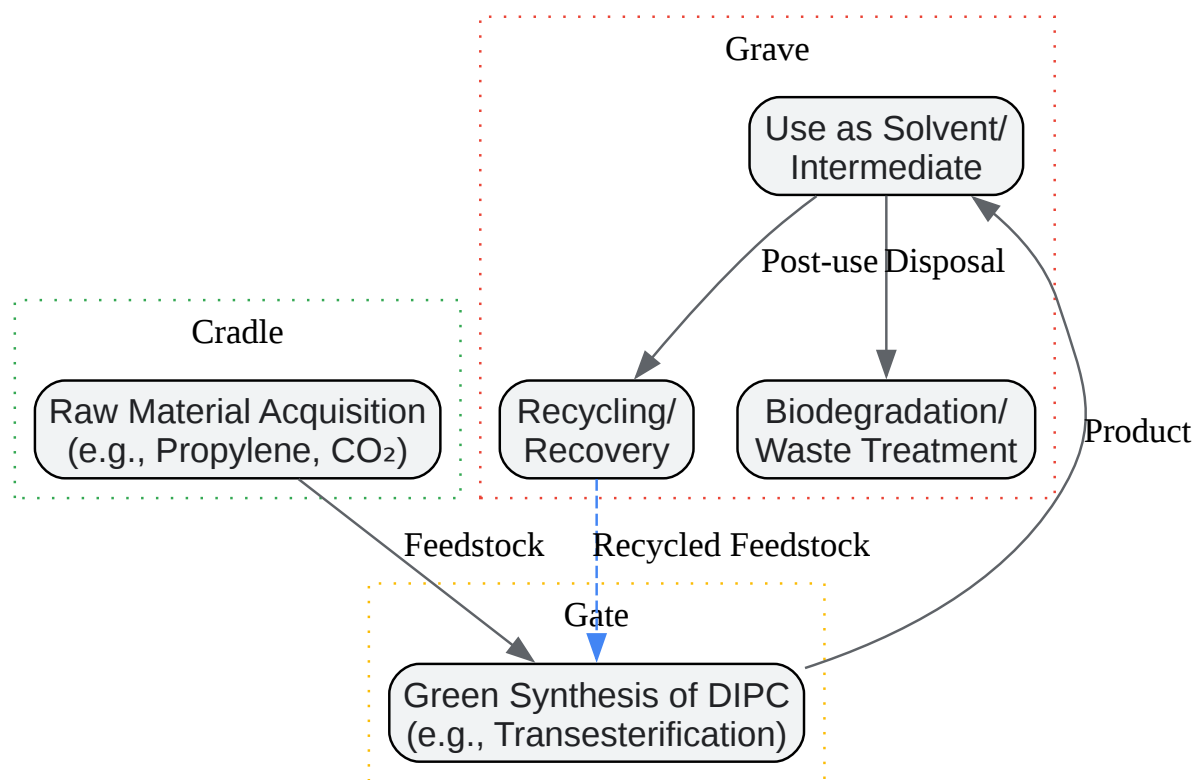 Grave
Use as Solvent/
Intermediate
Post-use
Disposal
Cradle
Raw Material Acquisition
(e.g., Propylene, CO₂)
Recycling/
Recovery
Biodegradation/
Waste Treatment
Product
Feedstock
Recycled Feedstock
Gate
Green Synthesis of DIPC
(e.g., Transesterification)